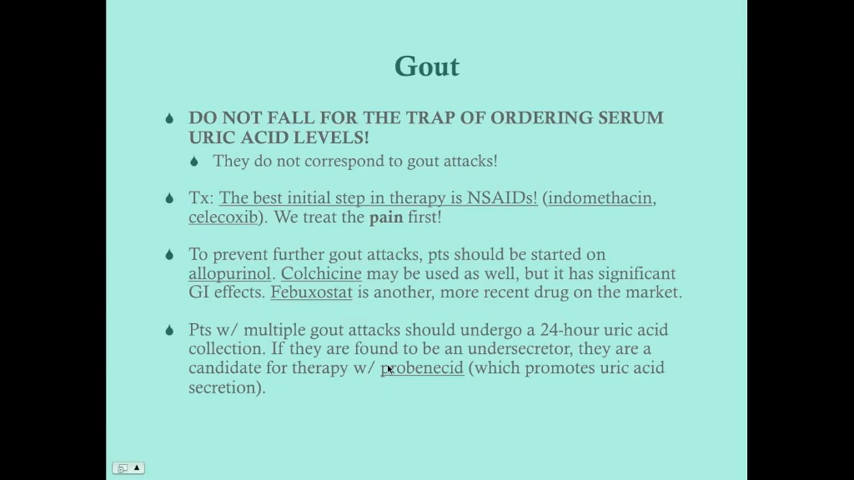 Gout
DO NOT FALL FOR THE TRAP OF ORDERING SERUM
URIC ACID LEVELS!
They do not correspond to gout attacks!
Tx: The best initial step in therapy is NSAIDs! (indomethacin,
celecoxib). We treat the pain first!
To prevent further gout attacks, pts should be started on
allopurinol. Colchicine may be used as well, but it has significant
GI effects. Febuxostat is another, more recent drug on the market.
Pts w/ multiple gout attacks should undergo a 24-hour uric acid
collection. If they are found to be an undersecretor, they are a
candidate for therapy w/ probenecid (which promotes uric acid
secretion).